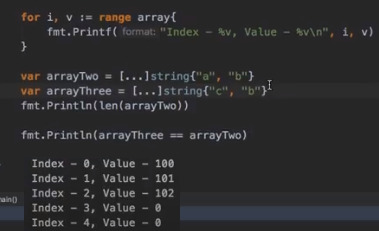 for i, v := range array{
fmt.Printf( format: "Index - %v, Value - %v\n", i, v)
}
var arrayTwo = [...]string{"a", "b"}
var arrayThree = [...]string{"c", "b"}
fmt.Println(len(arrayTwo))
fmt.Println(arrayThree == arrayTwo)
Index - 0, Value - 100
Index - 1, Value - 101
Index - 2, Value - 102
Index - 3, Value - 0
main()
Index - 4, Value - 0